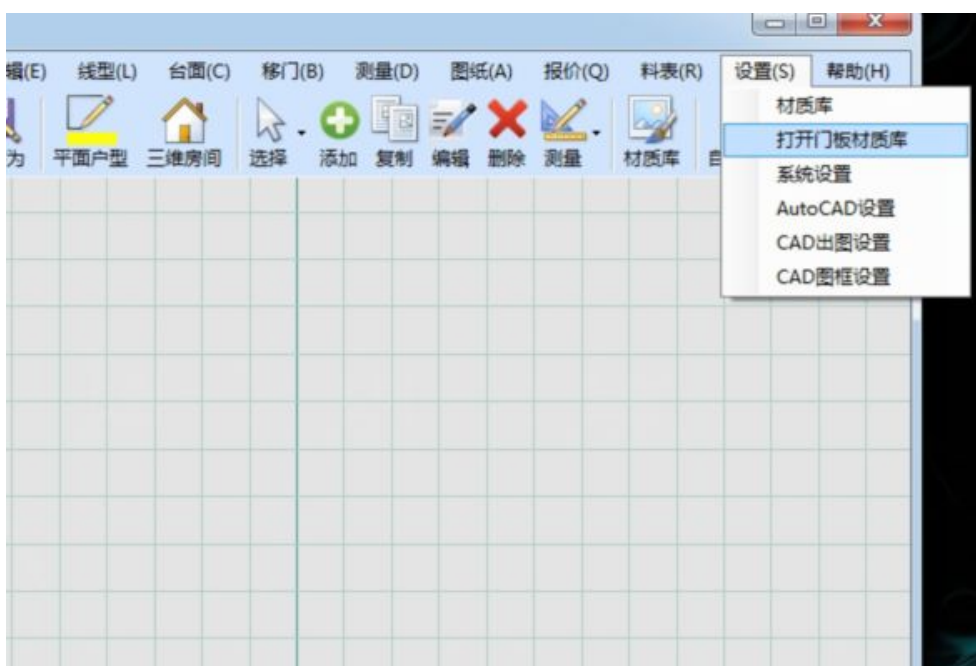 辑(E) 线型(L) 台面(C) 移门(B) 测量(D) 图纸(A) 报价(Q) 料表(R) 设置(S) 帮助(H)
为 平面户型 三维房间 选择 添加 复制 编辑 删除 测量 材质库
材质库
打开门板材质库
系统设置
AutoCAD设置
CAD出图设置
CAD图框设置